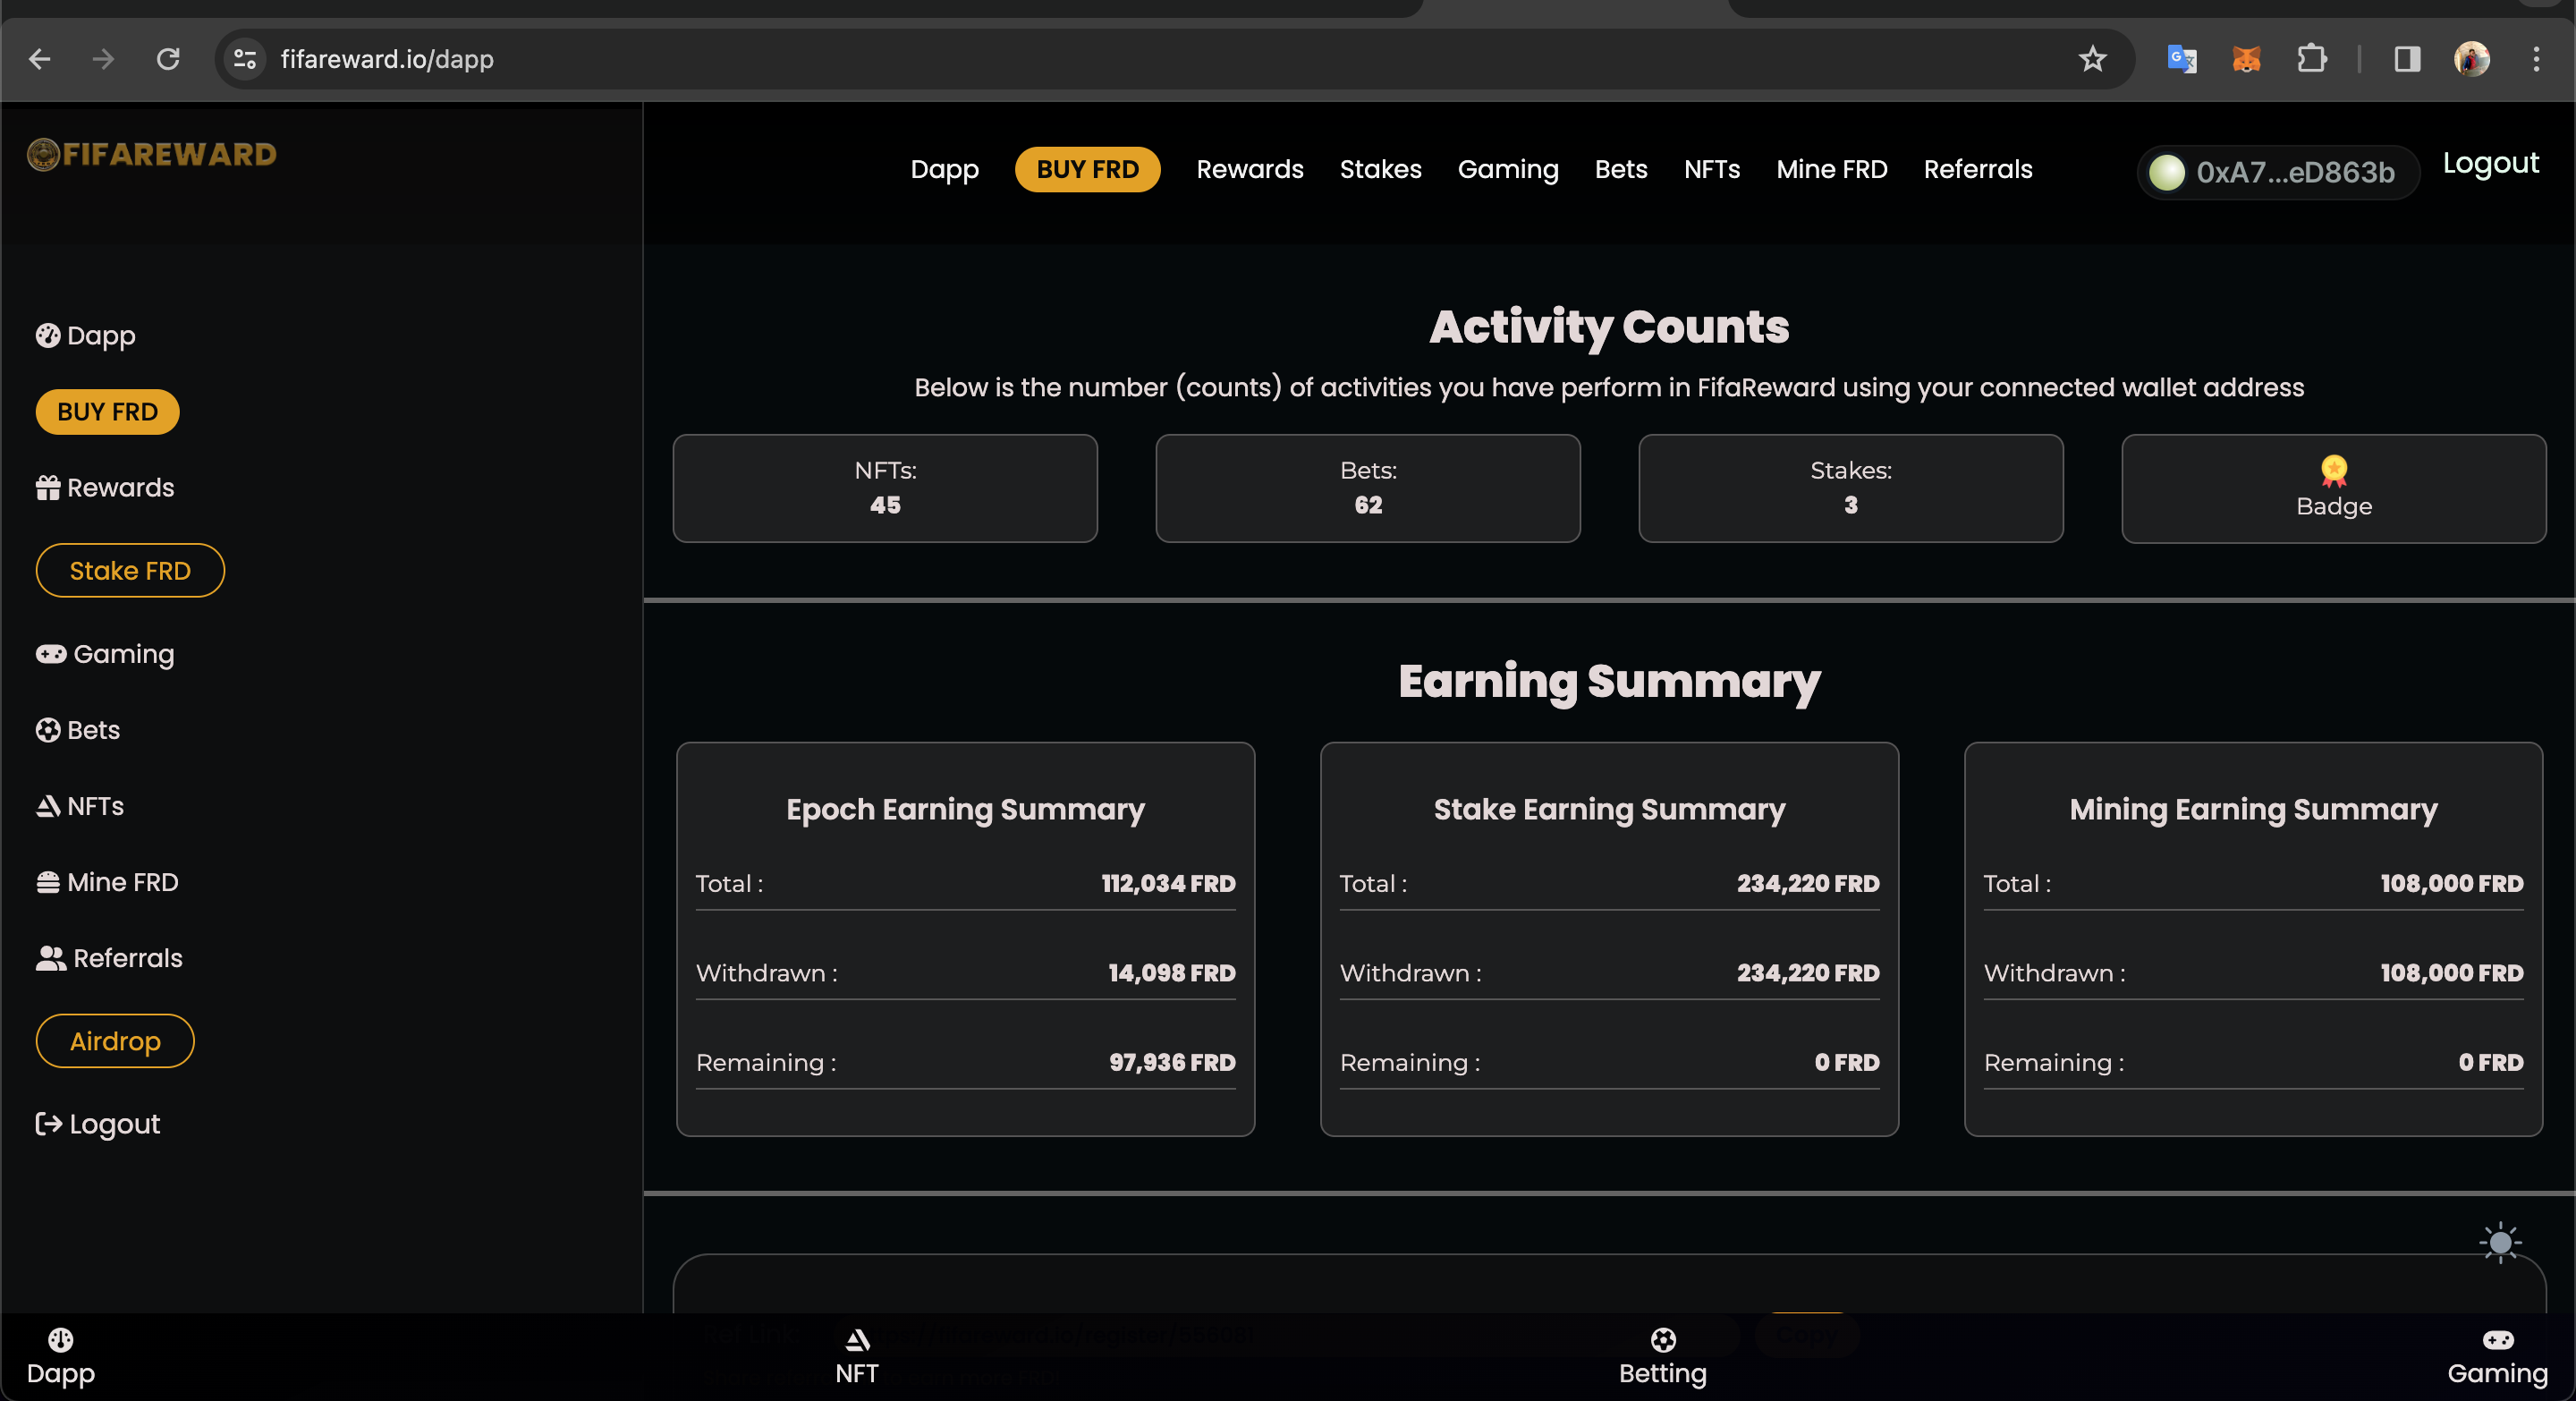 fifareward.io/dapp
FIFAREWARD
Dapp
BUY FRD
Rewards
Stakes
Gaming
Bets
NFTs
Mine FRD
Referrals
0xA7...eD863b
Logout
Dapp
BUY FRD
Rewards
Stake FRD
Gaming
Bets
NFTs
Mine FRD
Referrals
Airdrop
Logout
Activity Counts
Below is the number (counts) of activities you have perform in FifaReward using your connected wallet address
NFTs:
45
Bets:
62
Stakes:
3
Badge
Earning Summary
Epoch Earning Summary
Total : 112,034 FRD
Withdrawn : 14,098 FRD
Remaining : 97,936 FRD
Stake Earning Summary
Total : 234,220 FRD
Withdrawn : 234,220 FRD
Remaining : 0 FRD
Mining Earning Summary
Total : 108,000 FRD
Withdrawn : 108,000 FRD
Remaining : 0 FRD
Dapp
NFT
Betting
Gaming